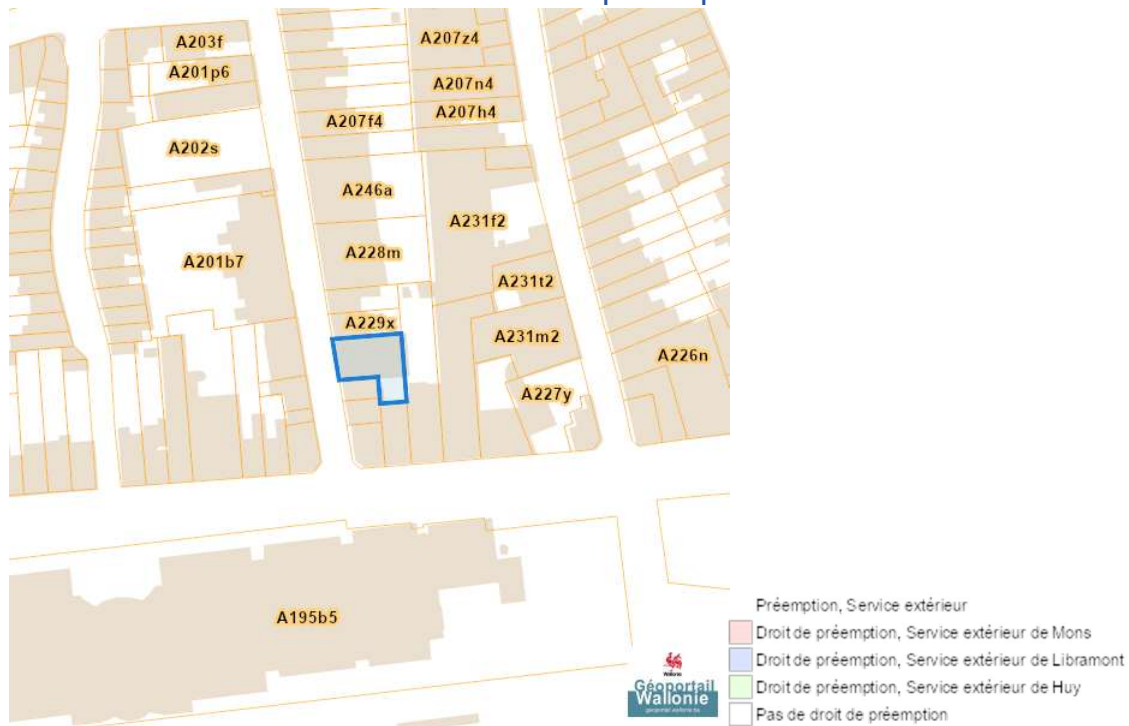 A203f
A207z4
A201p6
A207n4
A207h4
A207f4
A202s
A246a
A231f2
A228m
A201b7
A231t2
A229x
A231m2
A226n
A227y
A195b5
Préemption, Service extérieur
Droit de préemption, Service extérieur de Mons
Droit de préemption, Service extérieur de Libramont
Droit de préemption, Service extérieur de Huy
Pas de droit de préemption
Wallonie
Géoportail
Wallonie